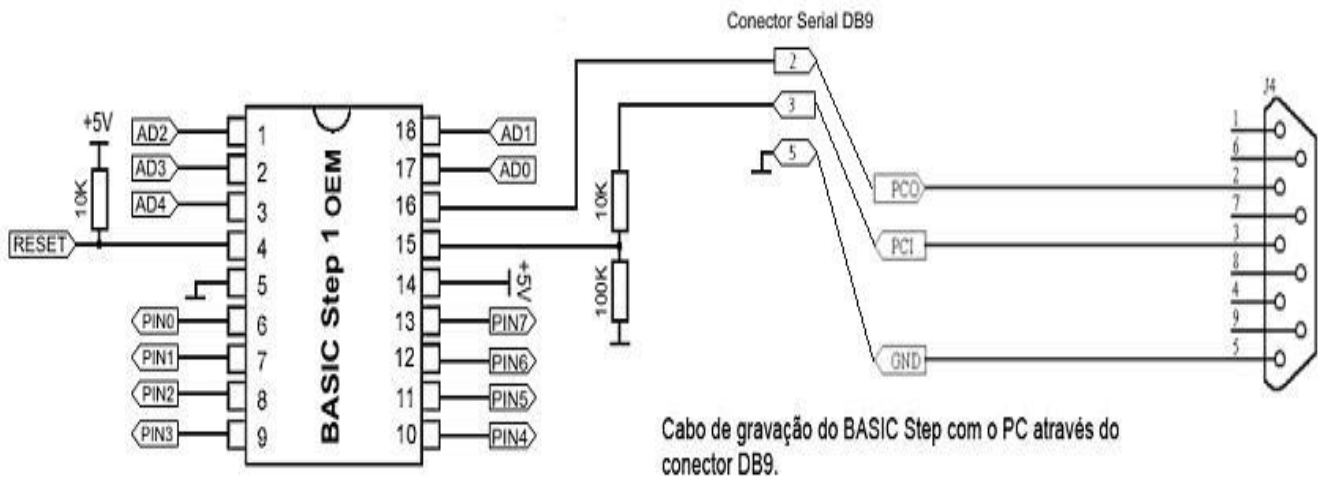 Conector Serial DB9
2
3
5
J4
1
6
2
7
3
8
4
9
5
PCO
PCI
GND
+5V
10K
RESET
AD2
AD3
AD4
PIN0
PIN1
PIN2
PIN3
1
2
3
4
5
6
7
8
9
BASIC Step 1 OEM
18
17
16
15
14
13
12
11
10
AD1
AD0
+5V
PIN7
PIN6
PIN5
PIN4
10K
100K
Cabo de gravação do BASIC Step com o PC através do
conector DB9.